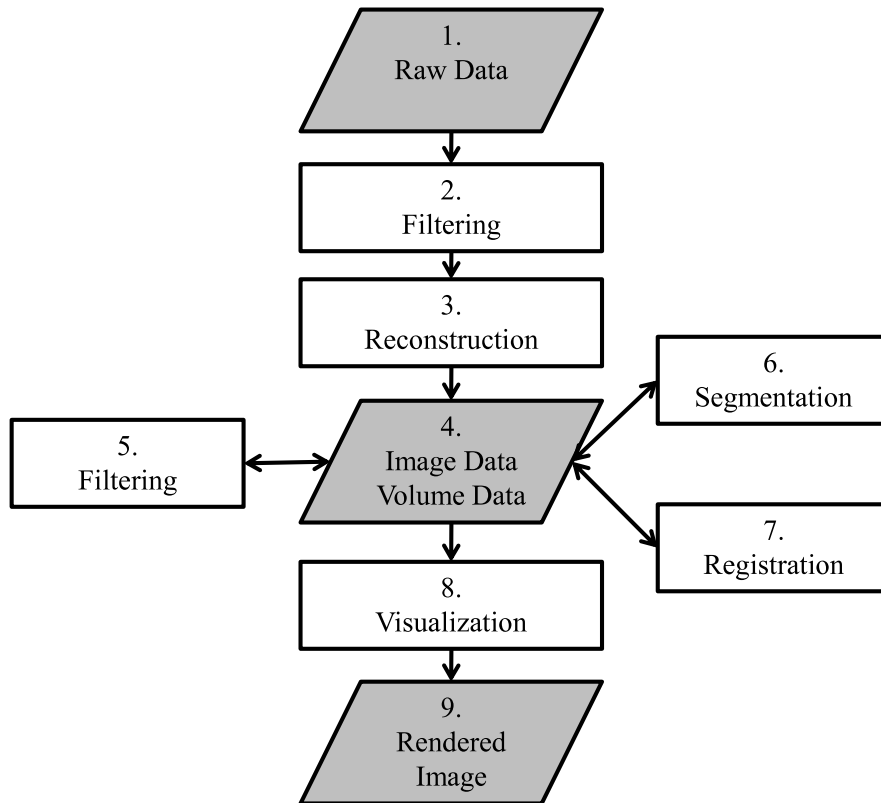 1.
Raw Data
2.
Filtering
3.
Reconstruction
4.
Image Data
Volume Data
5.
Filtering
6.
Segmentation
7.
Registration
8.
Visualization
9.
Rendered
Image